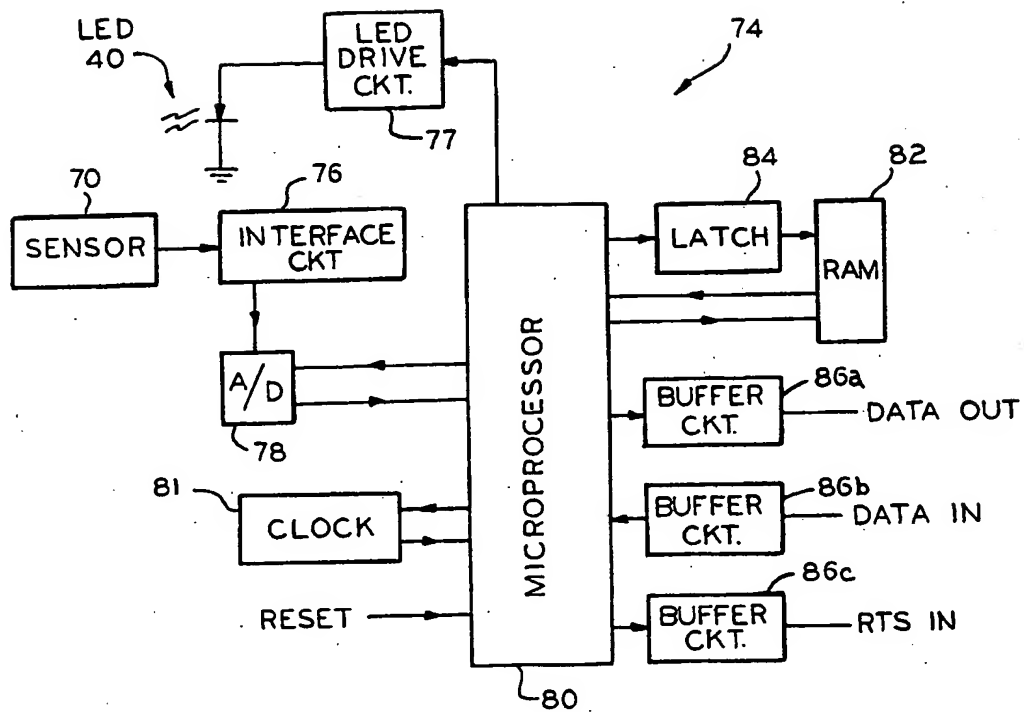 LED
40
LED
DRIVE
CKT.
77
74
70
SENSOR
76
INTERFACE
CKT
84
LATCH
82
RAM
A/D
78
MICROPROCESSOR
80
86a
BUFFER
CKT.
DATA OUT
81
CLOCK
86b
BUFFER
CKT.
DATA IN
RESET
86c
BUFFER
CKT.
RTS IN